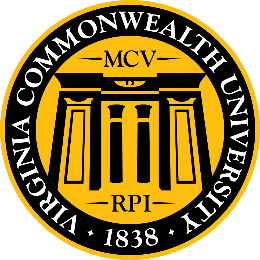 VIRGINIA COMMONWEALTH UNIVERSITY
MCV
RPI
· 1838 ·